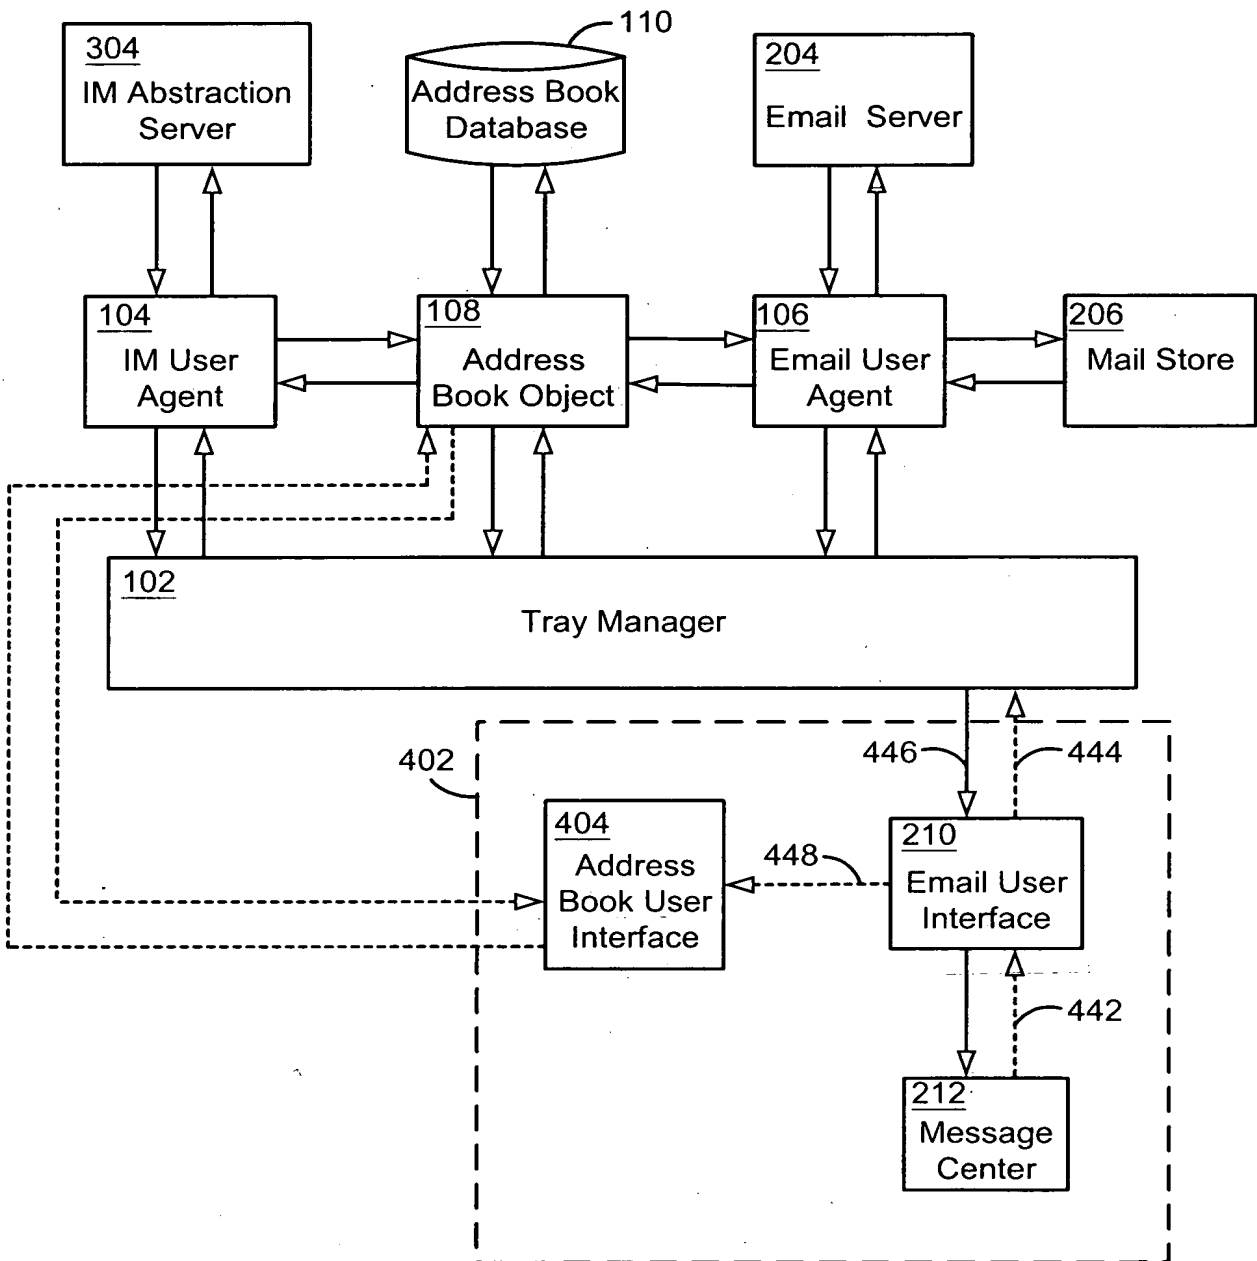 304
IM Abstraction
Server
110
Address Book
Database
204
Email Server
104
IM User
Agent
108
Address
Book Object
106
Email User
Agent
206
Mail Store
102
Tray Manager
402
446
444
404
Address
Book User
Interface
448
210
Email User
Interface
442
212
Message
Center